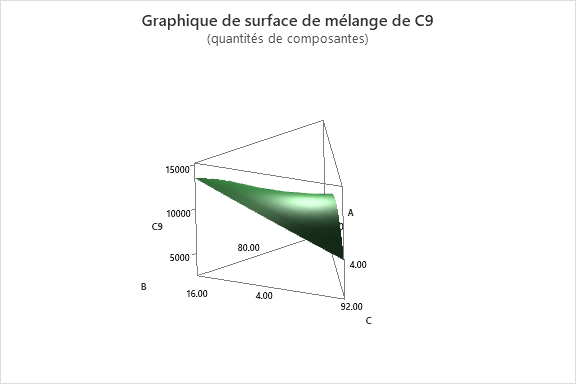 Graphique de surface de mélange de C9
(quantités de composantes)
15000
10000
A
C9
80.00
5000
4.00
B
16.00
4.00
92.00
C